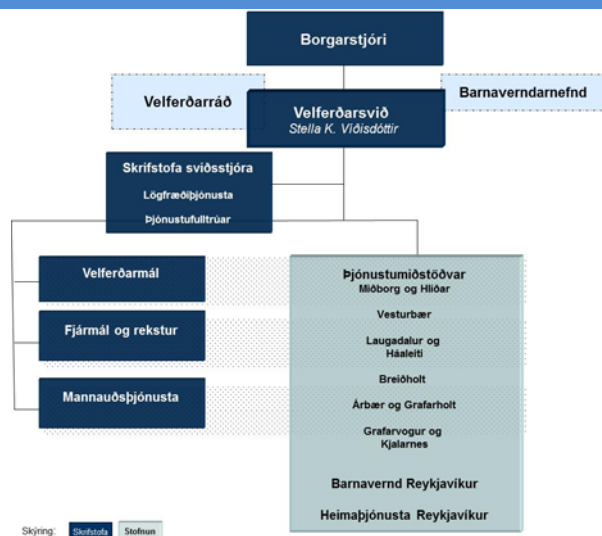 Borgarstjóri
Velferðarráð
Barnaverndarnefnd
Velferðarsvið
Stella K. Víðisdóttir
Skrifstofa sviðsstjóra
Lögfræðiþjónusta
Þjónustufulltrúar
Velferðarmál
Fjármál og rekstur
Mannauðsþjónusta
Þjónustumiðstöðvar
Miðborg og Hlíðar
Vesturbær
Laugadalur og
Háaleiti
Breiðholt
Árbær og Grafarholt
Grafarvogur og
Kjalarnes
Barnavernd Reykjavíkur
Heimaþjónusta Reykjavíkur
Skýring: Skrifstofa Stofnun